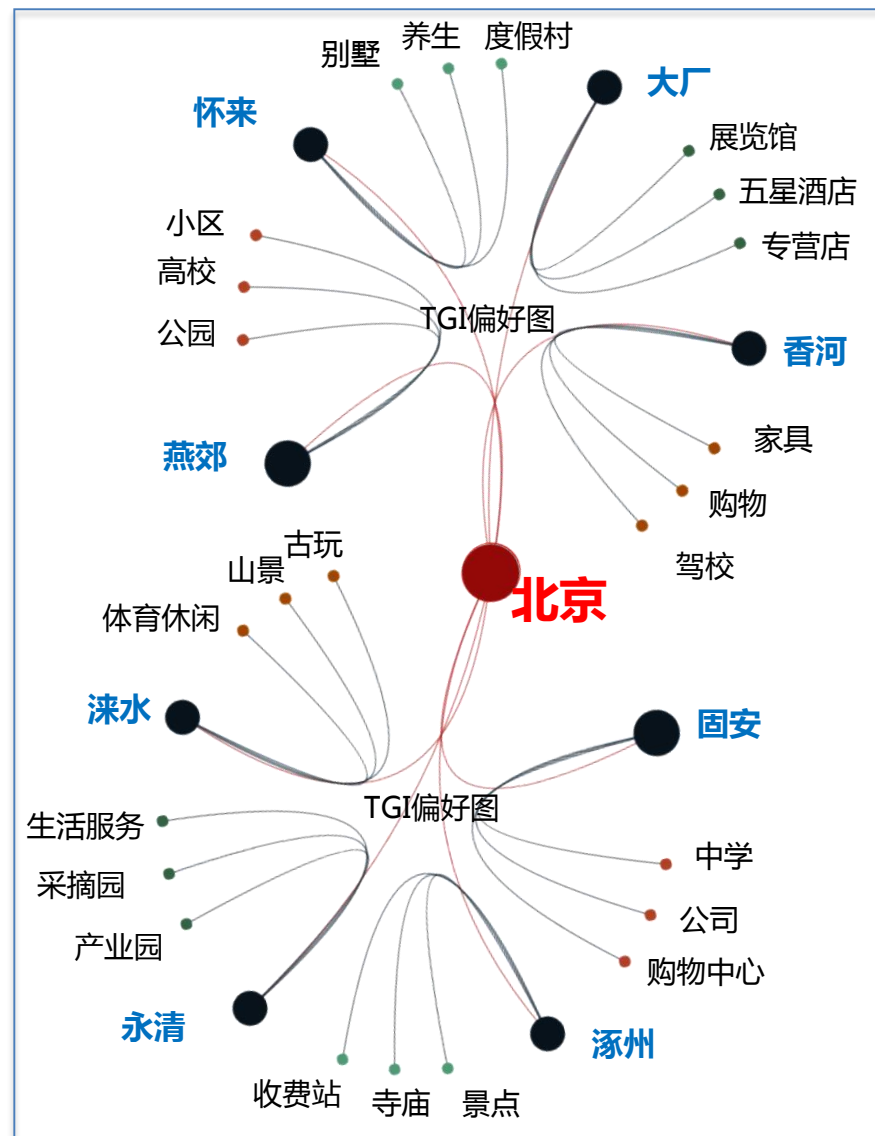 别墅
养生
度假村
怀来
大厂
展览馆
五星酒店
专营店
小区
高校
公园
TGI偏好图
香河
燕郊
家具
购物
驾校
北京
古玩
山景
体育休闲
涞水
固安
TGI偏好图
生活服务
采摘园
产业园
中学
公司
购物中心
永清
涿州
收费站
寺庙
景点